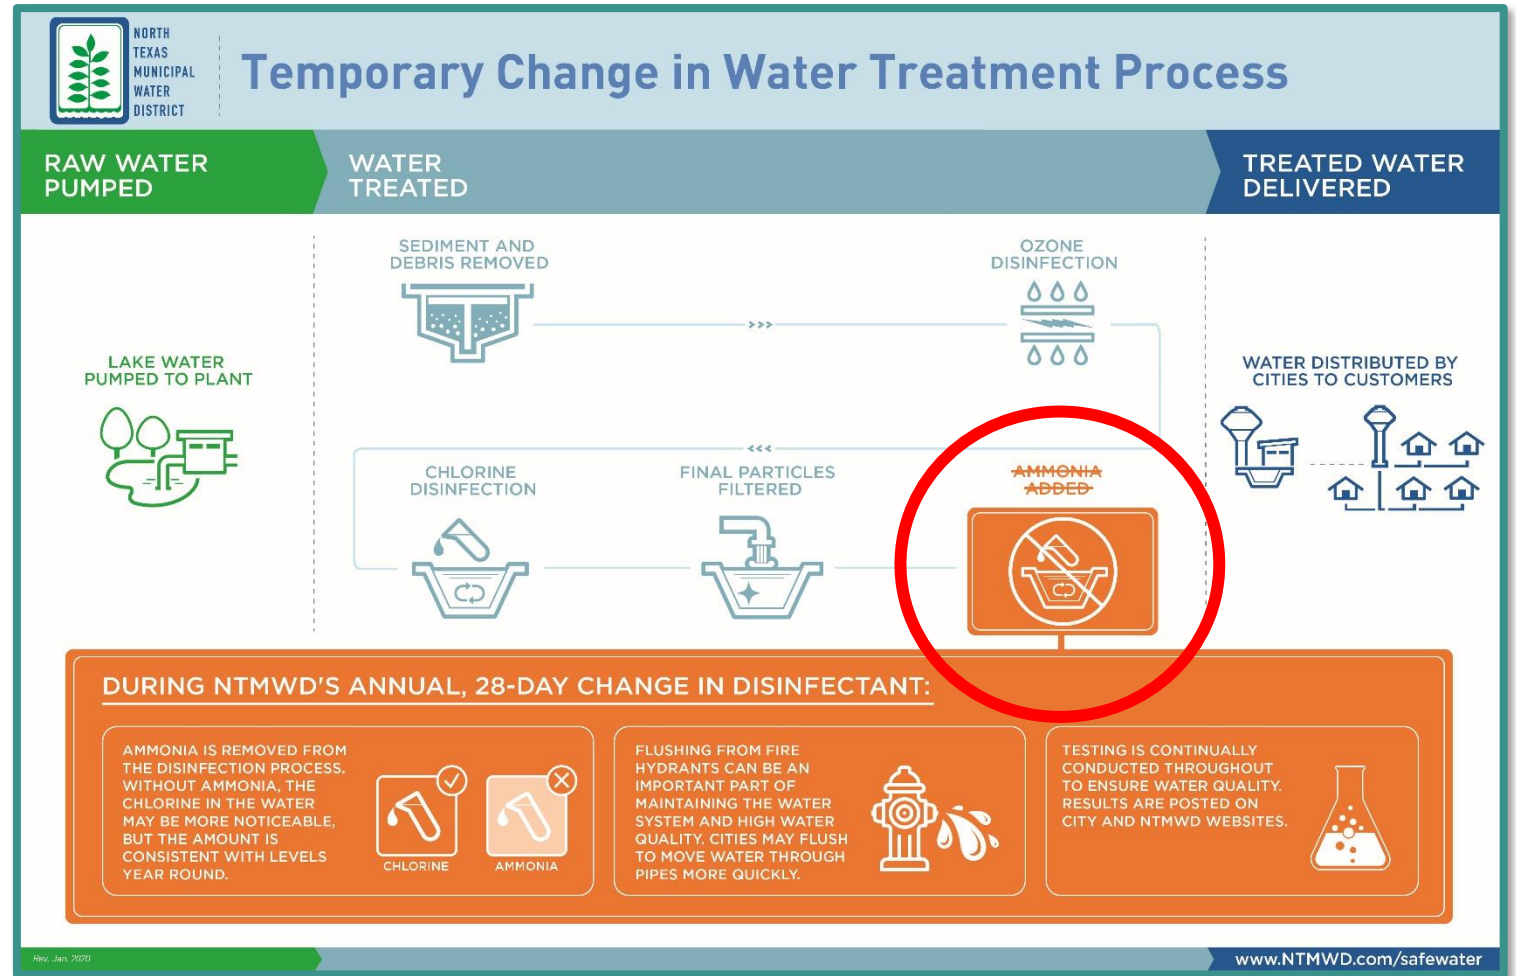 NORTH
TEXAS
MUNICIPAL
WATER
DISTRICT
Temporary Change in Water Treatment Process
RAW WATER
PUMPED
WATER
TREATED
TREATED WATER
DELIVERED
LAKE WATER
PUMPED TO PLANT
SEDIMENT AND
DEBRIS REMOVED
>>>
OZONE
DISINFECTION
<<<
CHLORINE
DISINFECTION
FINAL PARTICLES
FILTERED
AMMONIA
ADDED
WATER DISTRIBUTED BY
CITIES TO CUSTOMERS
DURING NTMWD'S ANNUAL, 28-DAY CHANGE IN DISINFECTANT:
AMMONIA IS REMOVED FROM
THE DISINFECTION PROCESS.
WITHOUT AMMONIA, THE
CHLORINE IN THE WATER
MAY BE MORE NOTICEABLE,
BUT THE AMOUNT IS
CONSISTENT WITH LEVELS
YEAR ROUND.
CHLORINE
AMMONIA
FLUSHING FROM FIRE
HYDRANTS CAN BE AN
IMPORTANT PART OF
MAINTAINING THE WATER
SYSTEM AND HIGH WATER
QUALITY. CITIES MAY FLUSH
TO MOVE WATER THROUGH
PIPES MORE QUICKLY.
TESTING IS CONTINUALLY
CONDUCTED THROUGHOUT
TO ENSURE WATER QUALITY.
RESULTS ARE POSTED ON
CITY AND NTMWD WEBSITES.
Rev. Jan. 2020
www.NTMWD.com/safewater